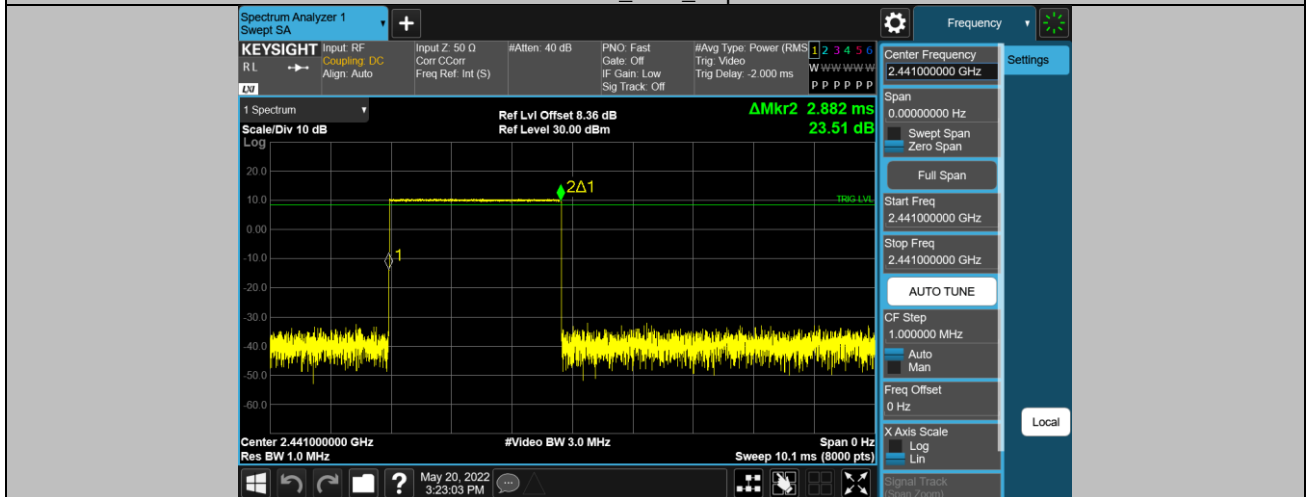 Spectrum Analyzer 1
Swept SA
Frequency
KEYSIGHT
RL
LXI
Input: RF
Coupling: DC
Align: Auto
Input Z: 50 Ω
Corr CCorr
Freq Ref: Int (S)
#Atten: 40 dB
PNO: Fast
Gate: Off
IF Gain: Low
Sig Track: Off
#Avg Type: Power (RMS
Trig: Video
Trig Delay: -2.000 ms
1 2 3 4 5 6
W W W W W W
P P P P P P
1 Spectrum
Scale/Div 10 dB
Log
Ref Lvl Offset 8.36 dB
Ref Level 30.00 dBm
ΔMkr2 2.882 ms
23.51 dB
20.0
10.0
0.00
-10.0
-20.0
-30.0
-40.0
-50.0
-60.0
2Δ1
1
TRIG LVL
Center 2.441000000 GHz
Res BW 1.0 MHz
#Video BW 3.0 MHz
Span 0 Hz
Sweep 10.1 ms (8000 pts)
May 20, 2022
3:23:03 PM
Center Frequency
2.441000000 GHz
Span
0.00000000 Hz
Swept Span
Zero Span
Full Span
Start Freq
2.441000000 GHz
Stop Freq
2.441000000 GHz
AUTO TUNE
CF Step
1.000000 MHz
Auto
Man
Freq Offset
0 Hz
X Axis Scale
Log
Lin
Signal Track
(Span Zoom)
Settings
Local